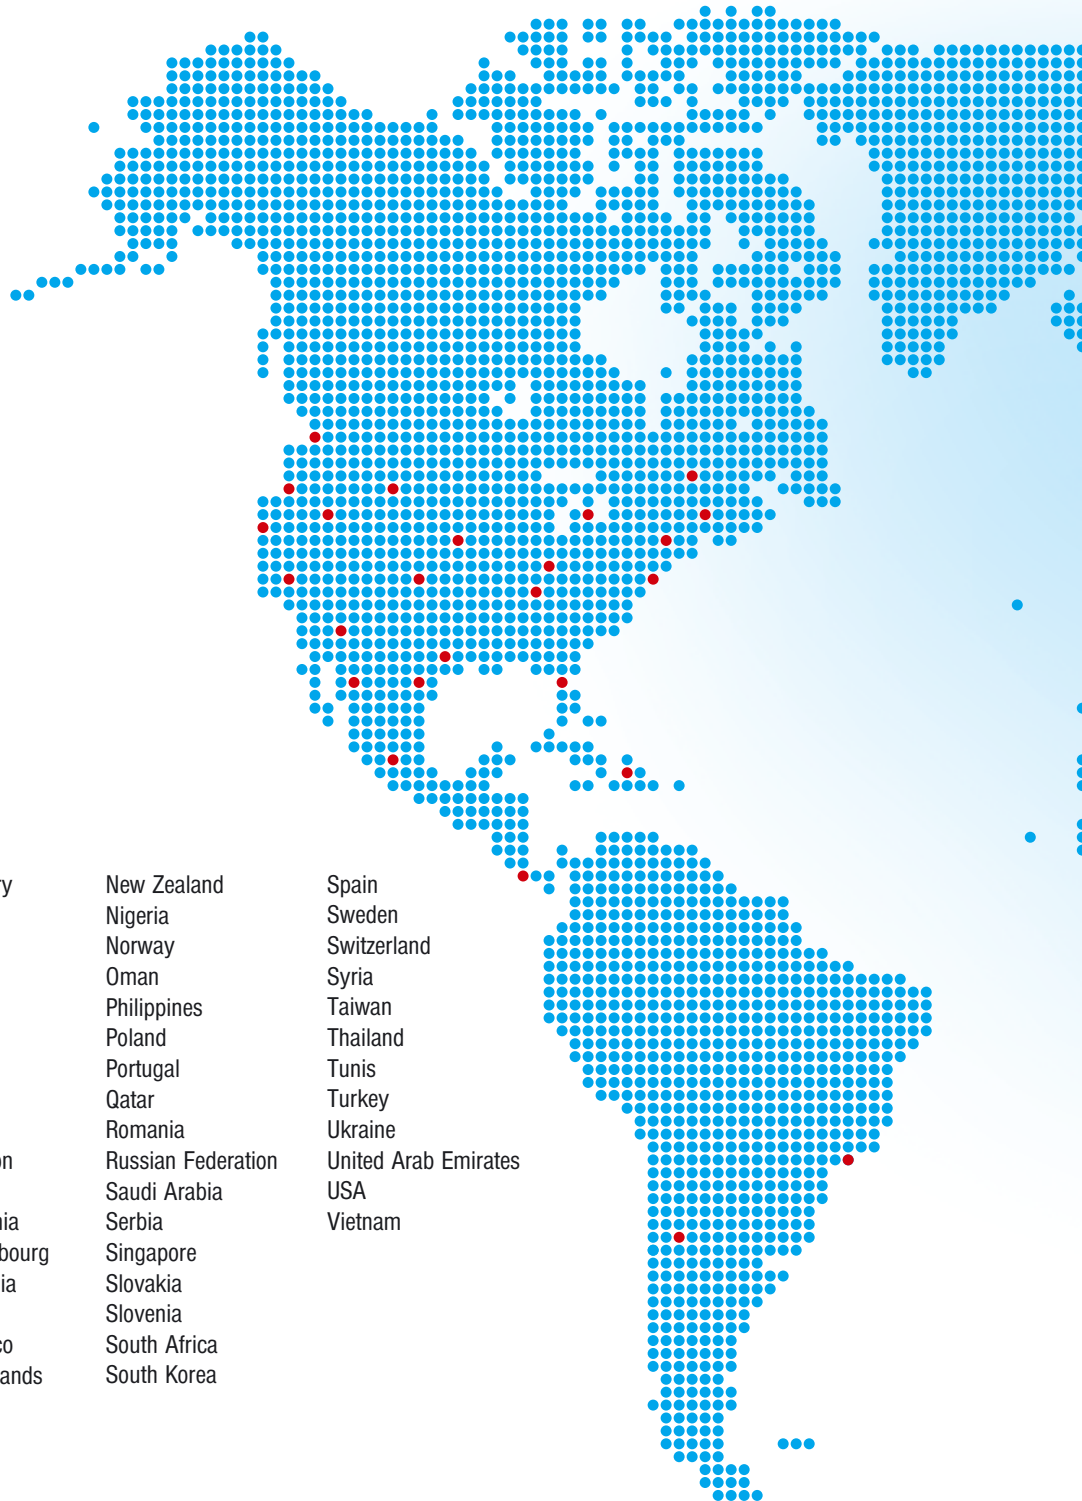 New Zealand
Nigeria
Norway
Oman
Philippines
Poland
Portugal
Qatar
Romania
Russian Federation
Saudi Arabia
Serbia
Singapore
Slovakia
Slovenia
South Africa
South Korea
Spain
Sweden
Switzerland
Syria
Taiwan
Thailand
Tunis
Turkey
Ukraine
United Arab Emirates
USA
Vietnam